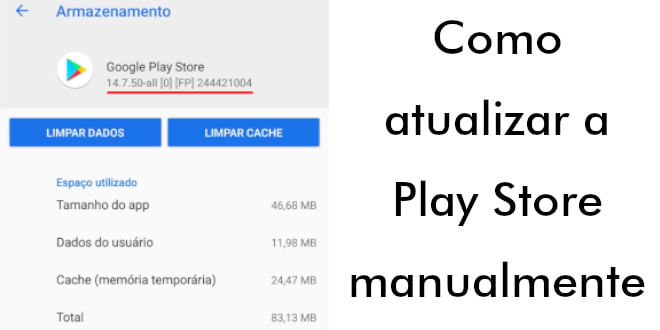 Armazenamento
Google Play Store
14.7.50-all [0] [FP] 244421004
LIMPAR DADOS
LIMPAR CACHE
Espaço utilizado
Tamanho do app 46,68 MB
Dados do usuário 11,98 MB
Cache (memória temporária) 24,47 MB
Total 83,13 MB
Como
atualizar a
Play Store
manualmente